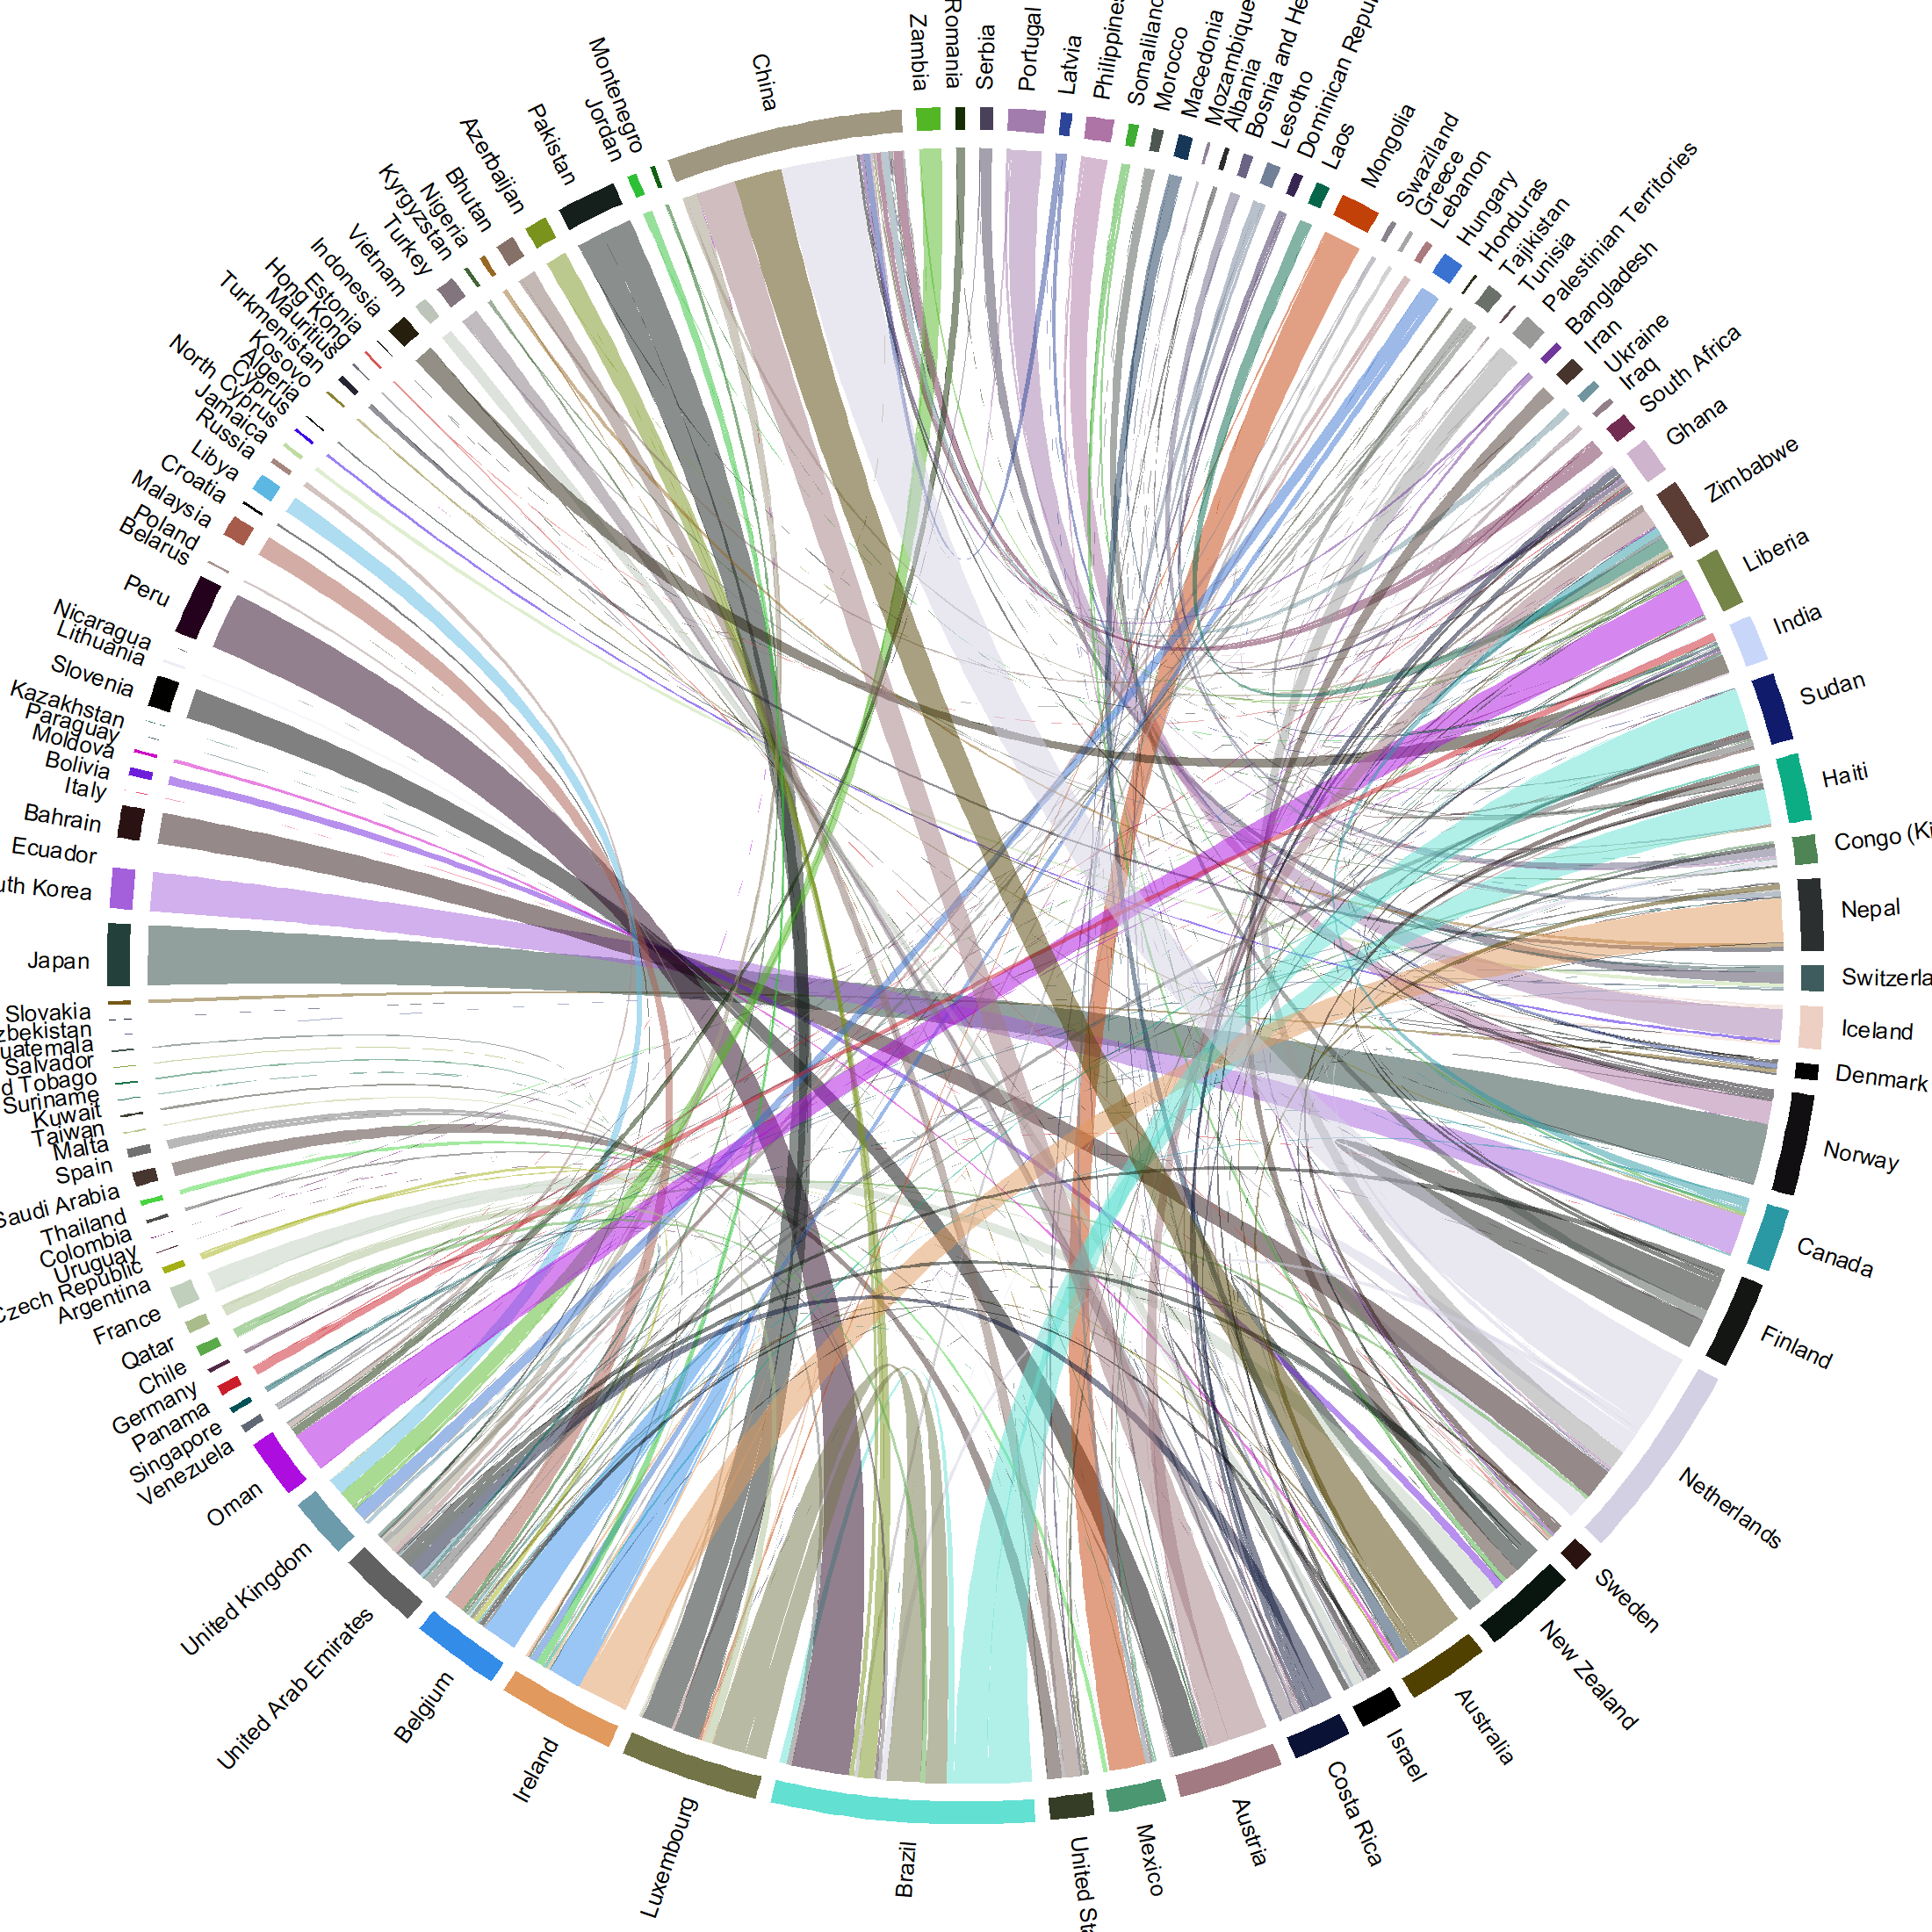 China
Zambia
Romania
Serbia
Portugal
Latvia
Philippines
Somaliland
Morocco
Macedonia
Mozambique
Albania
Bosnia and He
Lesotho
Dominican Repu
Laos
Mongolia
Swaziland
Greece
Lebanon
Hungary
Honduras
Tajikistan
Tunisia
Palestinian Territories
Bangladesh
Iran
Ukraine
Iraq
South Africa
Ghana
Zimbabwe
Liberia
India
Sudan
Haiti
Congo (Ki
Nepal
Switzerla
Iceland
Denmark
Norway
Canada
Finland
Netherlands
Sweden
New Zealand
Australia
Israel
Costa Rica
Austria
Mexico
United St
Brazil
Luxembourg
Ireland
Belgium
United Arab Emirates
United Kingdom
Oman
Venezuela
Singapore
Panama
Germany
Chile
Qatar
France
Argentina
Czech Republic
Uruguay
Colombia
Thailand
Saudi Arabia
Spain
Malta
Taiwan
Kuwait
Suriname
d Tobago
Salvador
uatemala
zbekistan
Slovakia
Japan
uth Korea
Ecuador
Bahrain
Italy
Bolivia
Moldova
Paraguay
Kazakhstan
Slovenia
Lithuania
Nicaragua
Peru
Belarus
Poland
Malaysia
Croatia
Libya
Russia
Jamaica
North Cyprus
Cyprus
Algeria
Kosovo
Turkmenistan
Mauritius
Hong Kong
Estonia
Indonesia
Vietnam
Turkey
Kyrgyzstan
Nigeria
Bhutan
Azerbaijan
Pakistan
Jordan
Montenegro